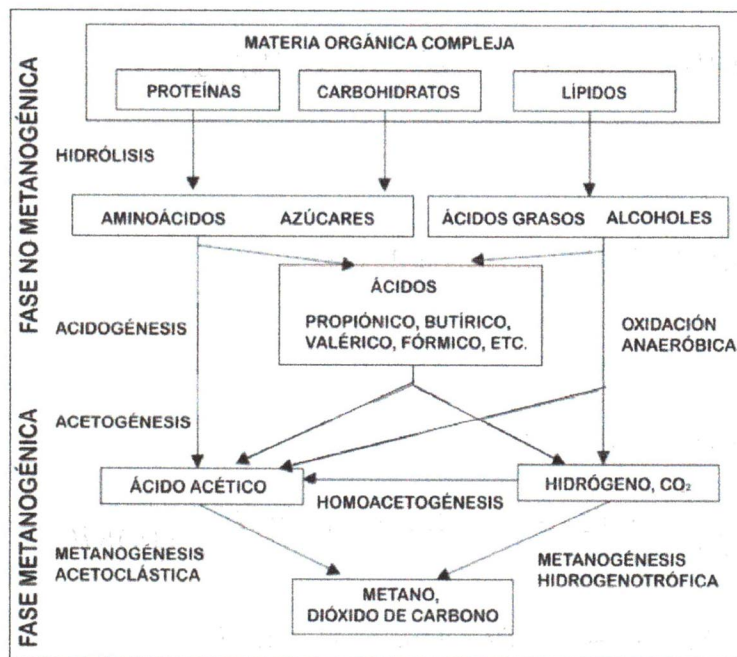 MATERIA ORGÁNICA COMPLEJA
PROTEÍNAS
CARBOHIDRATOS
LÍPIDOS
FASE NO METANOGÉNICA
HIDRÓLISIS
AMINOÁCIDOS AZÚCARES
ÁCIDOS GRASOS ALCOHOLES
ÁCIDOS
PROPIÓNICO, BUTÍRICO,
VALÉRICO, FÓRMICO, ETC.
ACIDOGÉNESIS
OXIDACIÓN
ANAERÓBICA
ACETOGÉNESIS
FASE METANOGÉNICA
ÁCIDO ACÉTICO
HOMOACETOGÉNESIS
HIDRÓGENO, CO₂
METANOGÉNESIS
ACETOCLÁSTICA
METANOGÉNESIS
HIDROGENOTRÓFICA
METANO,
DIÓXIDO DE CARBONO